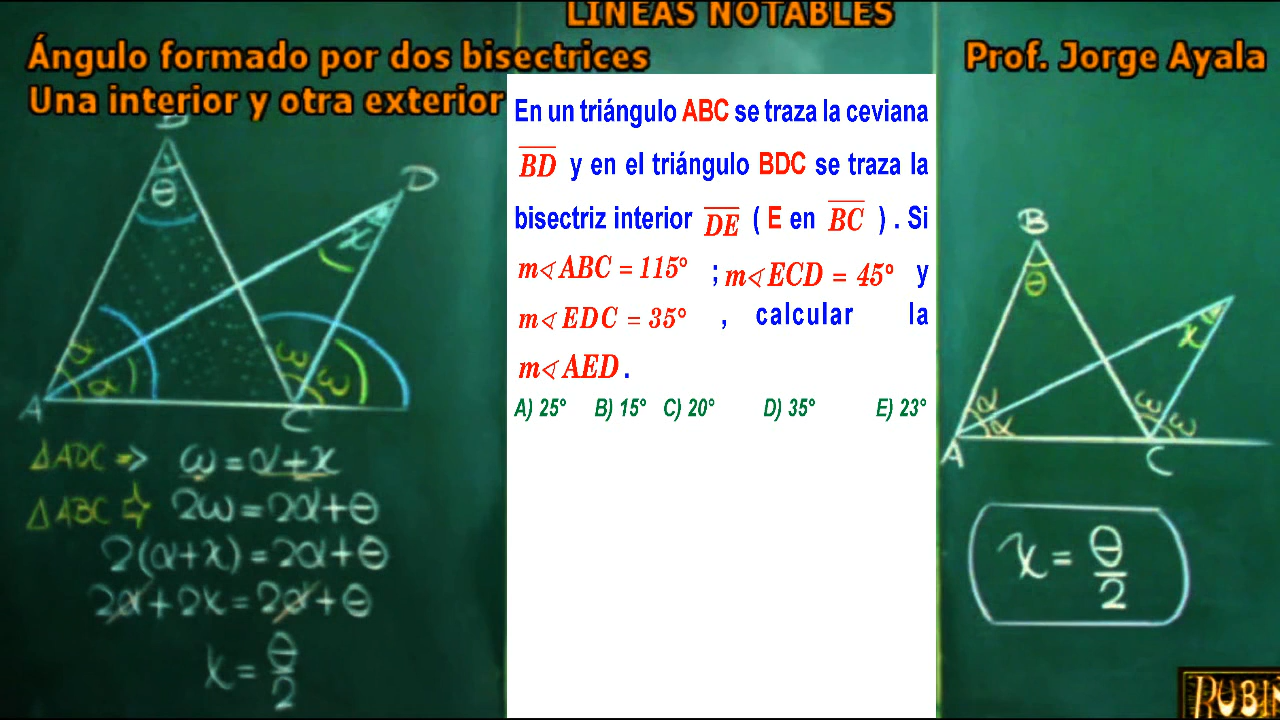 LINEAS NOTABLES
Ángulo formado por dos bisectrices
Una interior y otra exterior
Prof. Jorge Ayala
B
θ
D
x
α
α
ω
ω
A
C
△ADC => ω = α + x
△ABC ⇨ 2ω = 2α + θ
2(α+x) = 2α + θ
2α + 2x = 2α + θ
x = θ/2
En un triángulo ABC se traza la ceviana
BD y en el triángulo BDC se traza la
bisectriz interior DE ( E en BC ) . Si
m∢ABC = 115° ; m∢ECD = 45° y
m∢EDC = 35° , calcular la
m∢AED .
A) 25° B) 15° C) 20° D) 35° E) 23°
B
θ
x
α
α
ω
ω
A
C
x = θ/2